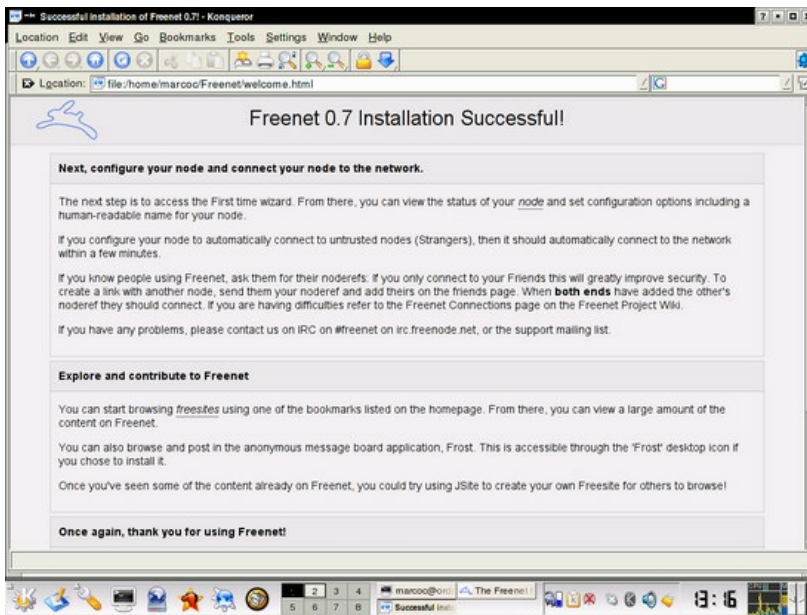 Successful installation of Freenet 0.7! - Konqueror
Location Edit View Go Bookmarks Tools Settings Window Help
Location: file:/home/marcoc/Freenet/welcome.html
Freenet 0.7 Installation Successful!
Next, configure your node and connect your node to the network.
The next step is to access the First time wizard. From there, you can view the status of your node and set configuration options including a
human-readable name for your node.
If you configure your node to automatically connect to untrusted nodes (Strangers), then it should automatically connect to the network
within a few minutes.
If you know people using Freenet, ask them for their noderefs: If you only connect to your Friends this will greatly improve security. To
create a link with another node, send them your noderef and add theirs on the friends page. When both ends have added the other's
noderef they should connect. If you are having difficulties refer to the Freenet Connections page on the Freenet Project Wiki.
If you have any problems, please contact us on IRC on #freenet on irc.freenode.net, or the support mailing list.
Explore and contribute to Freenet
You can start browsing freesites using one of the bookmarks listed on the homepage. From there, you can view a large amount of the
content on Freenet.
You can also browse and post in the anonymous message board application, Frost. This is accessible through the 'Frost' desktop icon if
you chose to install it.
Once you've seen some of the content already on Freenet, you could try using JSite to create your own Freesite for others to browse!
Once again, thank you for using Freenet!
2 3 4 marcoc@ord The Freenet
5 6 7 8 Successful insta
13:16